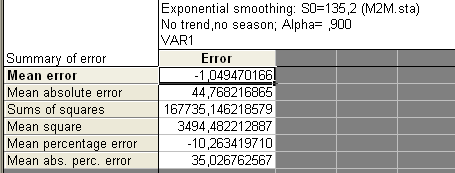 Exponential smoothing: S0=135,2 (M2M.sta)
No trend,no season; Alpha= ,900
VAR1
Summary of error Error
Mean error -1,049470166
Mean absolute error 44,768216865
Sums of squares 167735,146218579
Mean square 3494,482212887
Mean percentage error -10,263419710
Mean abs. perc. error 35,026762567